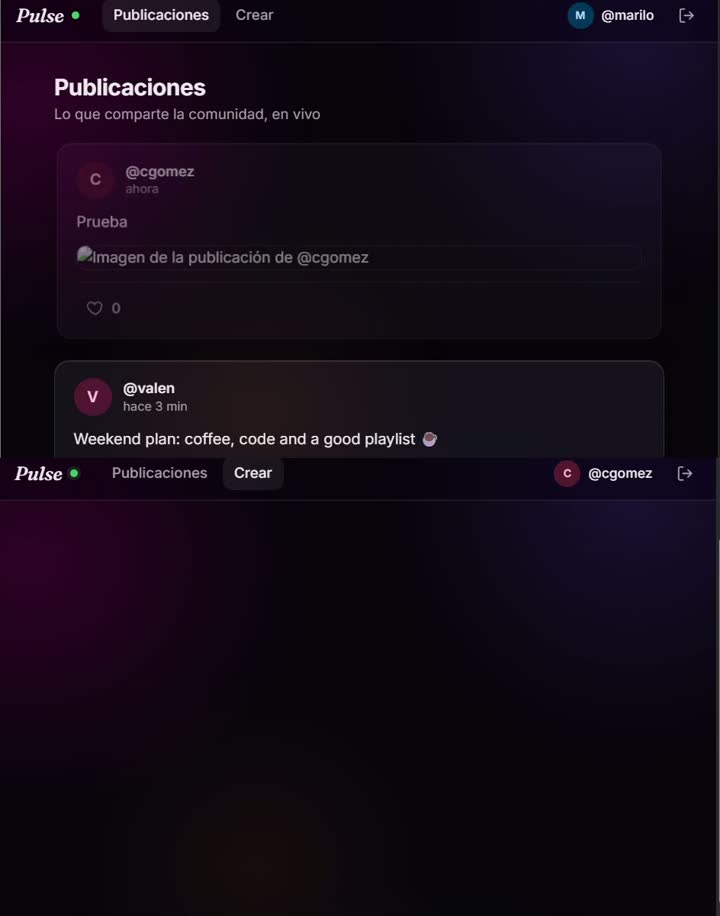 Pulse Publicaciones Crear M @marilo
Publicaciones
Lo que comparte la comunidad, en vivo
C @cgomez
ahora
Prueba
Imagen de la publicación de @cgomez
0
V @valen
hace 3 min
Weekend plan: coffee, code and a good playlist
Pulse Publicaciones Crear C @cgomez